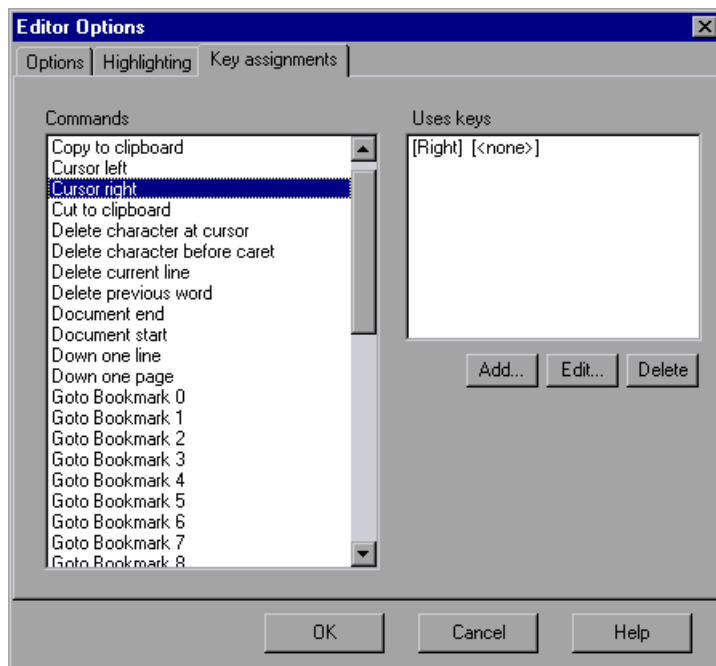 Editor Options
Options
Highlighting
Key assignments
Commands
Copy to clipboard
Cursor left
Cursor right
Cut to clipboard
Delete character at cursor
Delete character before caret
Delete current line
Delete previous word
Document end
Document start
Down one line
Down one page
Goto Bookmark 0
Goto Bookmark 1
Goto Bookmark 2
Goto Bookmark 3
Goto Bookmark 4
Goto Bookmark 5
Goto Bookmark 6
Goto Bookmark 7
Goto Bookmark 8
Uses keys
[Right] [<none>]
Add...
Edit...
Delete
OK
Cancel
Help